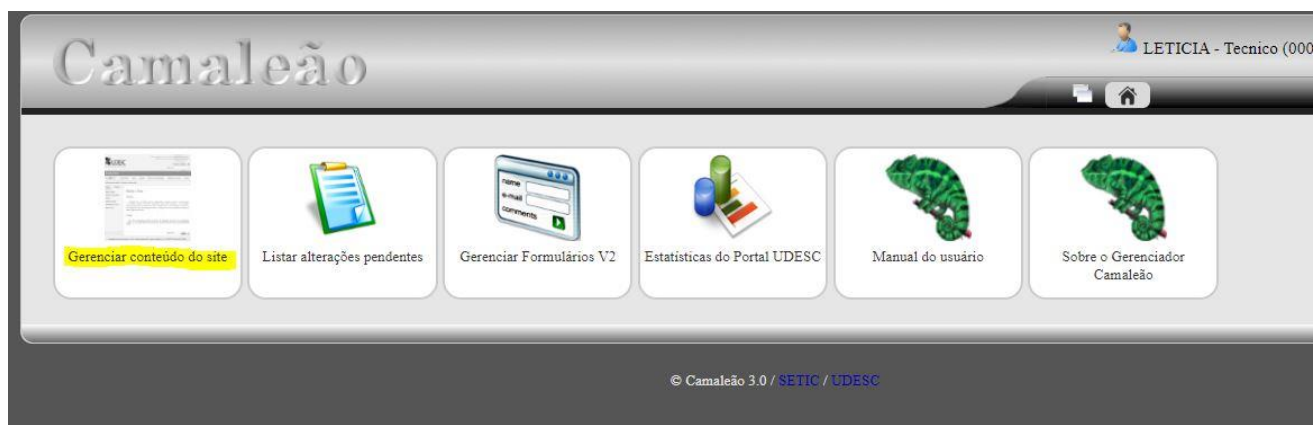 Camaleão
LETICIA - Tecnico (000
UDESC
name
e-mail
comments
Gerenciar conteúdo do site
Listar alterações pendentes
Gerenciar Formulários V2
Estatísticas do Portal UDESC
Manual do usuário
Sobre o Gerenciador
Camaleão
© Camaleão 3.0 / SETIC / UDESC